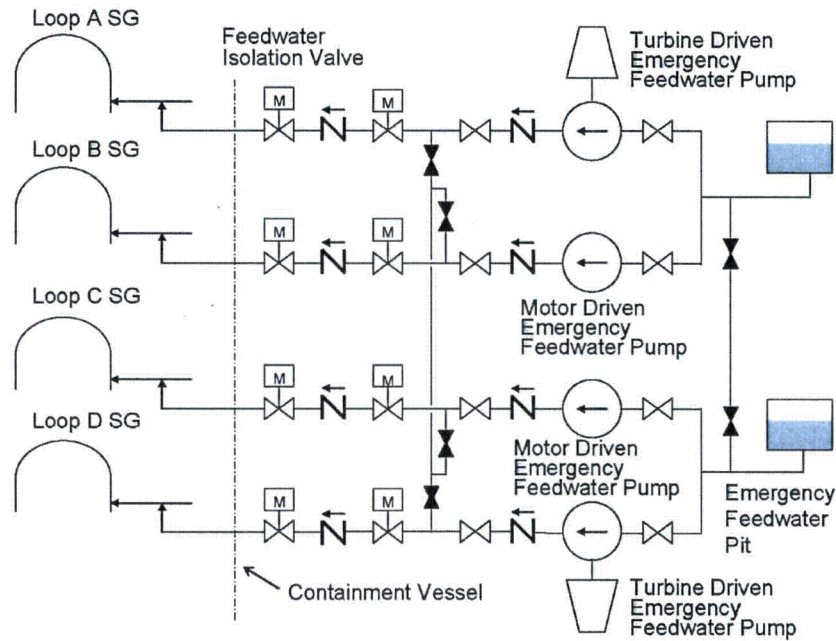 Loop A SG
Feedwater
Isolation Valve
Turbine Driven
Emergency
Feedwater Pump
M
M
Loop B SG
M
M
Motor Driven
Emergency
Feedwater Pump
Loop C SG
M
M
Motor Driven
Emergency
Feedwater Pump
Loop D SG
M
M
Emergency
Feedwater
Pit
Containment Vessel
Turbine Driven
Emergency
Feedwater Pump